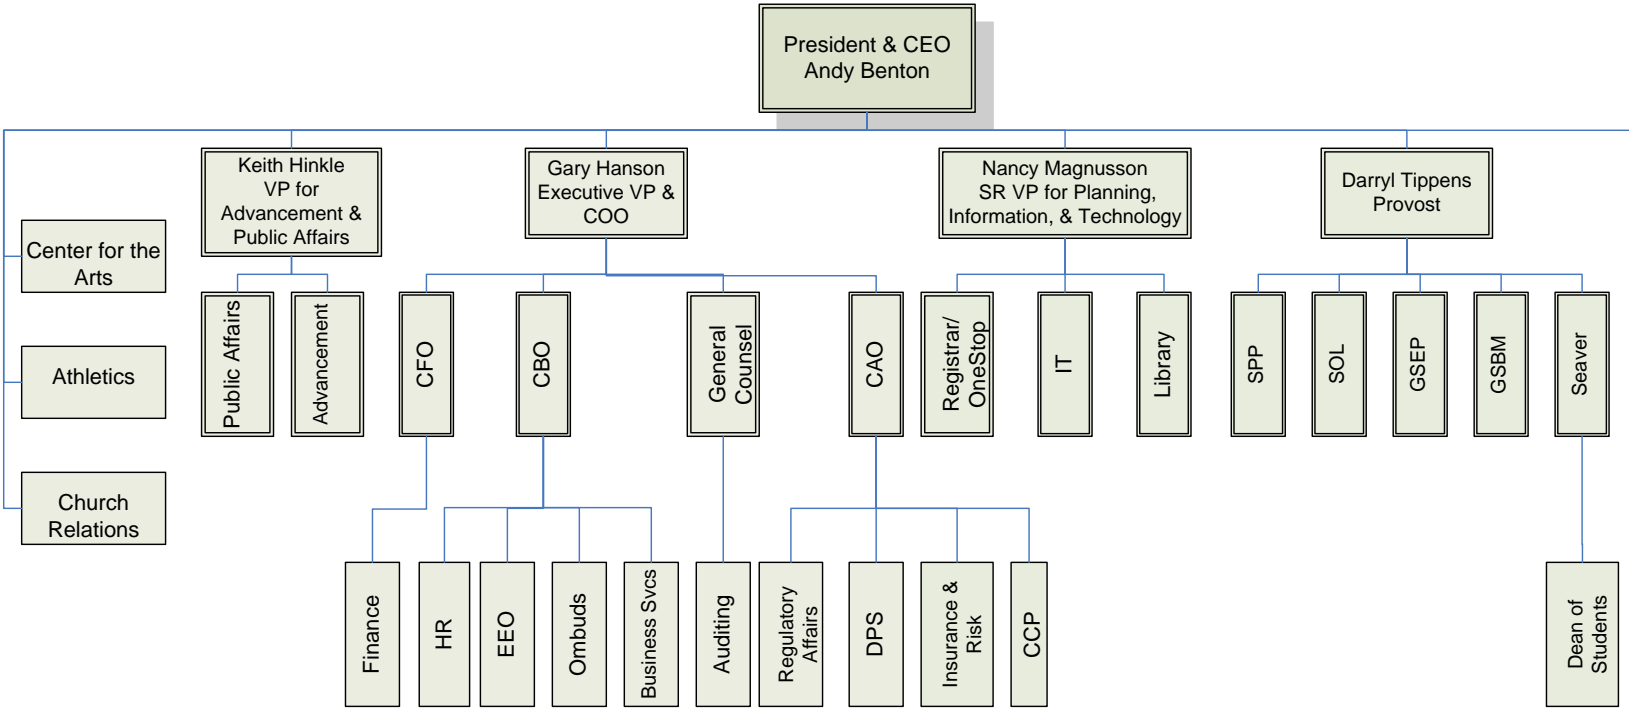 President & CEO
Andy Benton
Keith Hinkle
VP for
Advancement &
Public Affairs
Gary Hanson
Executive VP &
COO
Nancy Magnusson
SR VP for Planning,
Information, & Technology
Darryl Tippens
Provost
Center for the
Arts
Athletics
Church
Relations
Public Affairs
Advancement
CFO
CBO
General
Counsel
CAO
Registrar/
OneStop
IT
Library
SPP
SOL
GSEP
GSBM
Seaver
Finance
HR
EEO
Ombuds
Business Svcs
Auditing
Regulatory
Affairs
DPS
Insurance &
Risk
CCP
Dean of
Students